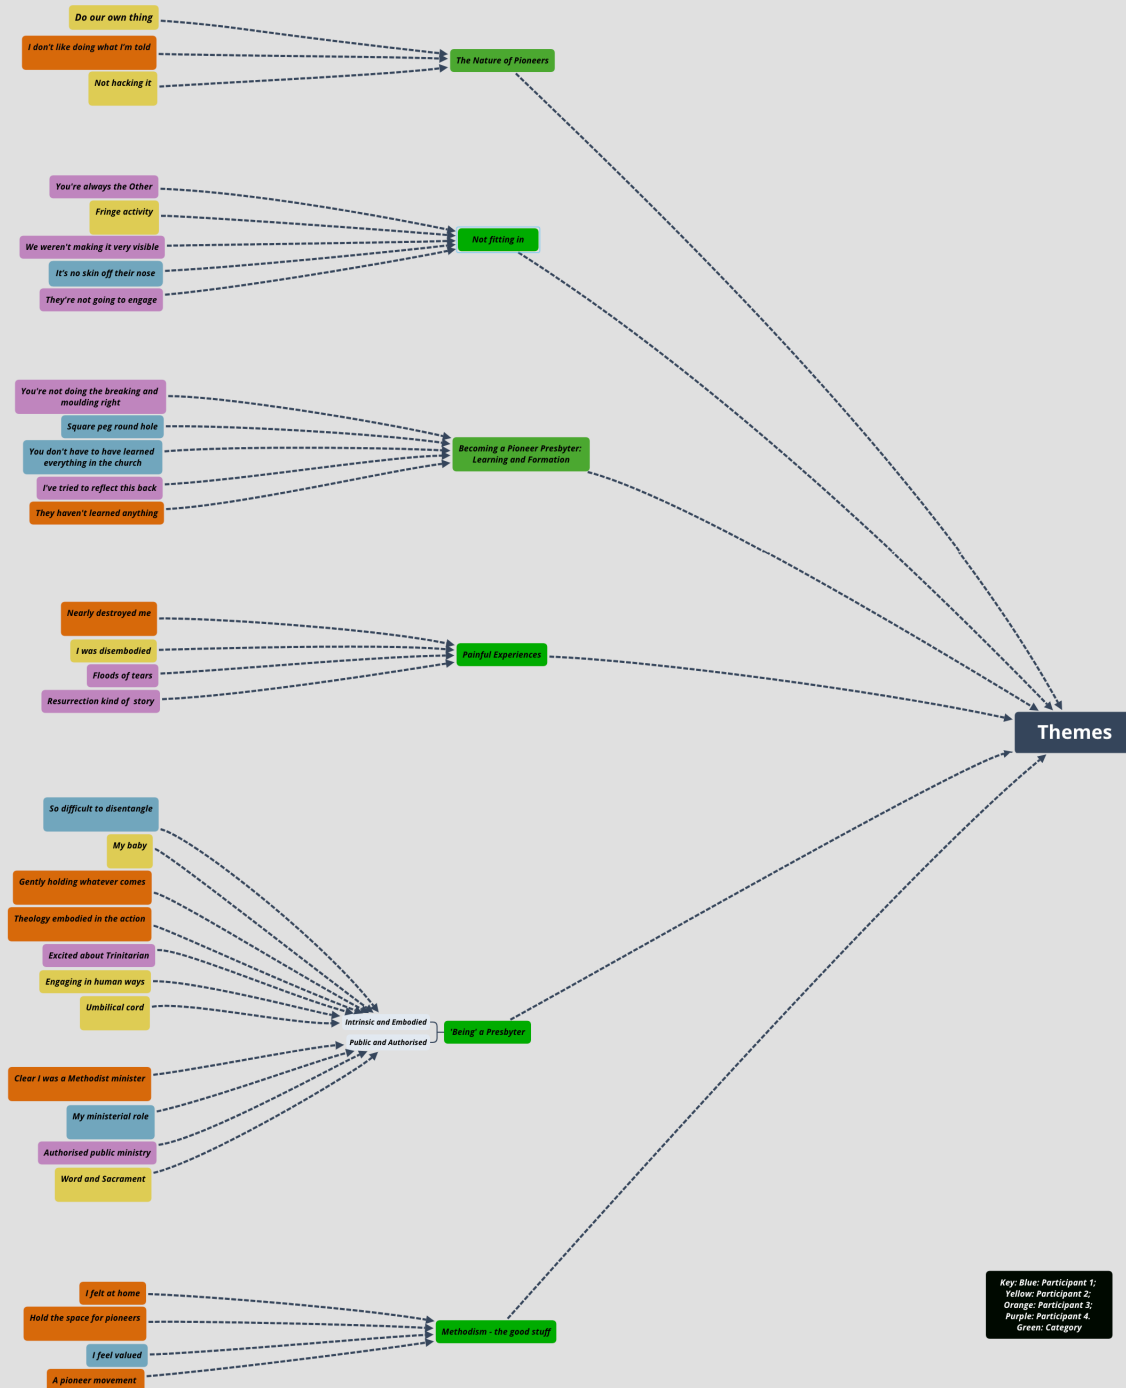 Do our own thing
I don't like doing what I'm told
Not hacking it
The Nature of Pioneers
You're always the Other
Fringe activity
We weren't making it very visible
It's no skin off their nose
They're not going to engage
Not fitting in
You're not doing the breaking and
moulding right
Square peg round hole
You don't have to have learned
everything in the church
I've tried to reflect this back
They haven't learned anything
Becoming a Pioneer Presbyter:
Learning and Formation
Nearly destroyed me
I was disembodied
Floods of tears
Resurrection kind of story
Painful Experiences
Themes
So difficult to disentangle
My baby
Gently holding whatever comes
Theology embodied in the action
Excited about Trinitarian
Engaging in human ways
Umbilical cord
Intrinsic and Embodied
Public and Authorised
'Being' a Presbyter
Clear I was a Methodist minister
My ministerial role
Authorised public ministry
Word and Sacrament
I felt at home
Hold the space for pioneers
I feel valued
A pioneer movement
Methodism - the good stuff
Key: Blue: Participant 1;
Yellow: Participant 2;
Orange: Participant 3;
Purple: Participant 4.
Green: Category